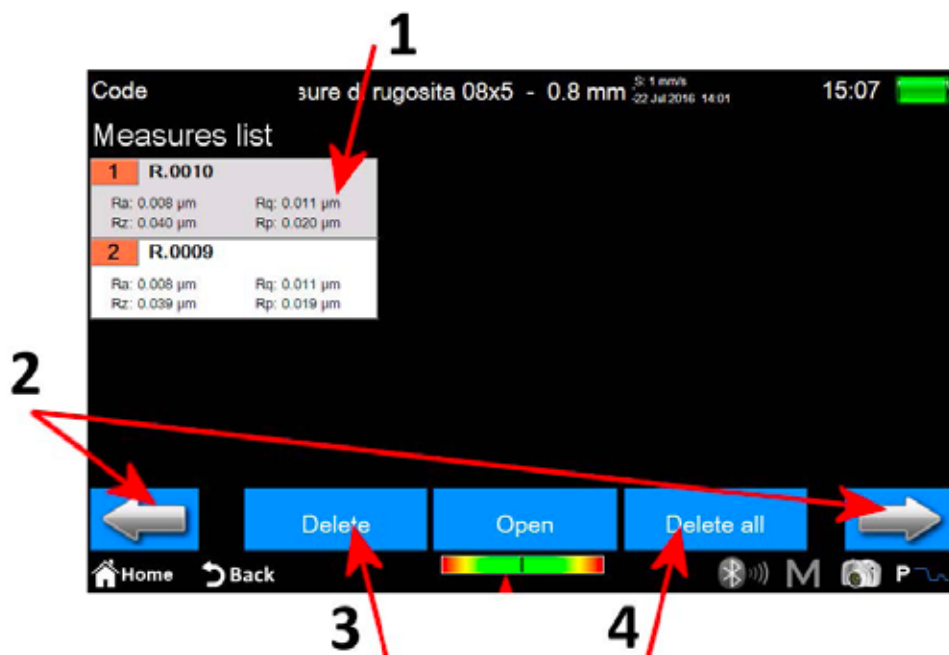 1
Code
sure di rugosita 08x5 - 0.8 mm
S: 1 mm/s
-22 Jul 2016 14:01
15:07
Measures list
1 R.0010
Ra: 0.008 µm Rq: 0.011 µm
Rz: 0.040 µm Rp: 0.020 µm
2 R.0009
Ra: 0.008 µm Rq: 0.011 µm
Rz: 0.039 µm Rp: 0.019 µm
2
Delete Open Delete all
Home Back M P
3 4